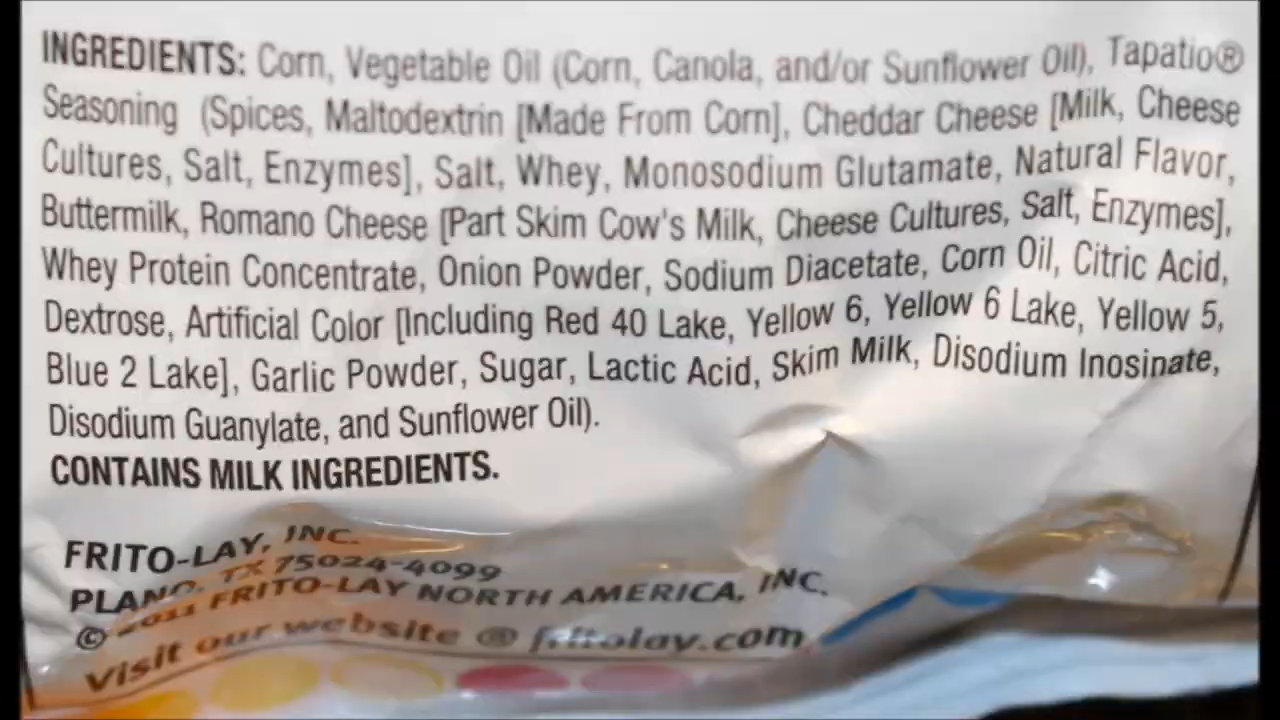 INGREDIENTS: Corn, Vegetable Oil (Corn, Canola, and/or Sunflower Oil), Tapatio®
Seasoning (Spices, Maltodextrin [Made From Corn], Cheddar Cheese [Milk, Cheese
Cultures, Salt, Enzymes], Salt, Whey, Monosodium Glutamate, Natural Flavor,
Buttermilk, Romano Cheese [Part Skim Cow's Milk, Cheese Cultures, Salt, Enzymes],
Whey Protein Concentrate, Onion Powder, Sodium Diacetate, Corn Oil, Citric Acid,
Dextrose, Artificial Color [Including Red 40 Lake, Yellow 6, Yellow 6 Lake, Yellow 5,
Blue 2 Lake], Garlic Powder, Sugar, Lactic Acid, Skim Milk, Disodium Inosinate,
Disodium Guanylate, and Sunflower Oil).
CONTAINS MILK INGREDIENTS.
FRITO-LAY, INC.
PLANO, TX 75024-4099
© 2011 FRITO-LAY NORTH AMERICA, INC.
Visit our website @ fritolay.com